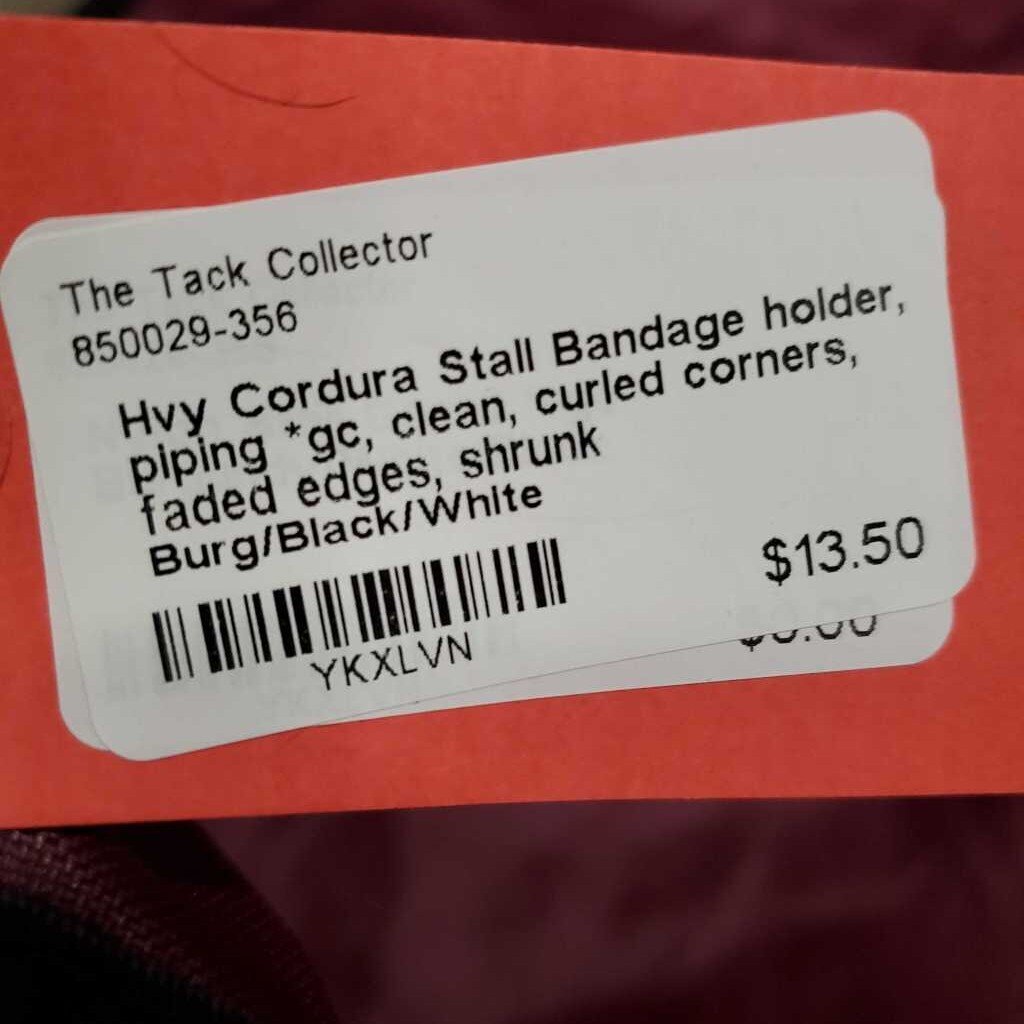 The Tack Collector
850029-356
Hvy Cordura Stall Bandage holder,
piping *gc, clean, curled corners,
faded edges, shrunk
Burg/Black/White
$13.50
YKXLVN